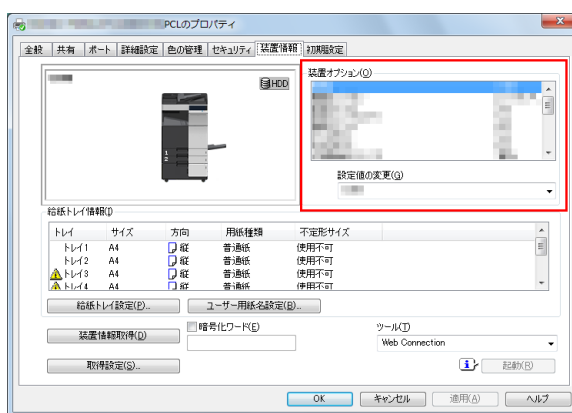 PCLのプロパティ
全般 共有 ポート 詳細設定 色の管理 セキュリティ 装置情報 初期設定
HDD
1
2
装置オプション(O)
設定値の変更(G)
給紙トレイ情報(I)
トレイ サイズ 方向 用紙種類 不定形サイズ
トレイ1 A4 縦 普通紙 使用不可
トレイ2 A4 縦 普通紙 使用不可
トレイ3 A4 縦 普通紙 使用不可
トレイ4 A4 縦 普通紙 使用不可
給紙トレイ設定(P)... ユーザー用紙名設定(B)...
装置情報取得(D) 暗号化ワード(E) ツール(T)
Web Connection
取得設定(S)... 起動(R)
OK キャンセル 適用(A) ヘルプ